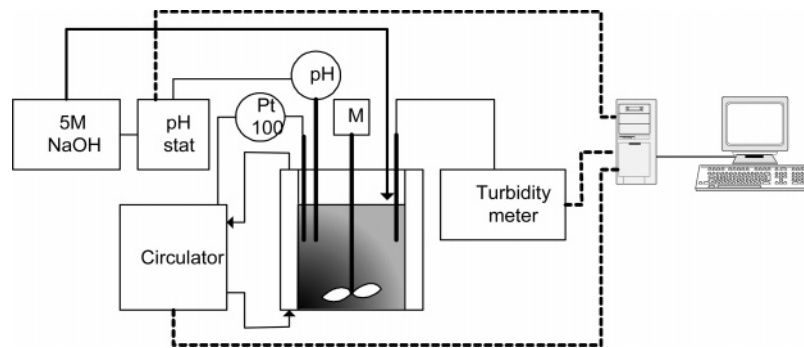 5M
NaOH
pH
stat
pH
Pt
100
M
Turbidity
meter
Circulator